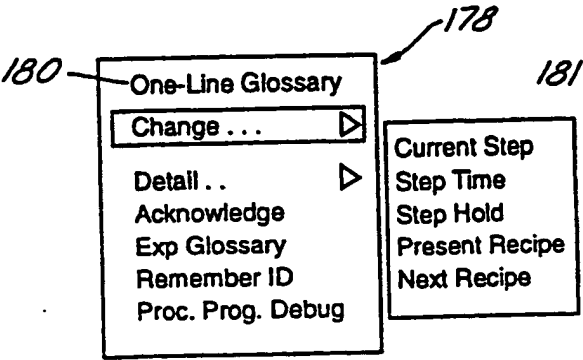 178
180
181
One-Line Glossary
Change . . .
Detail . .
Acknowledge
Exp Glossary
Remember ID
Proc. Prog. Debug
Current Step
Step Time
Step Hold
Present Recipe
Next Recipe